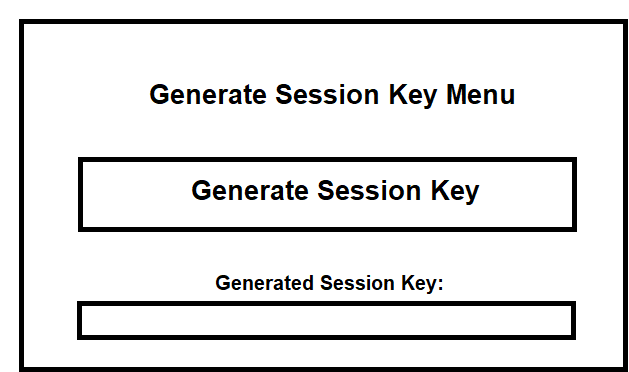 Generate Session Key Menu
Generate Session Key
Generated Session Key: